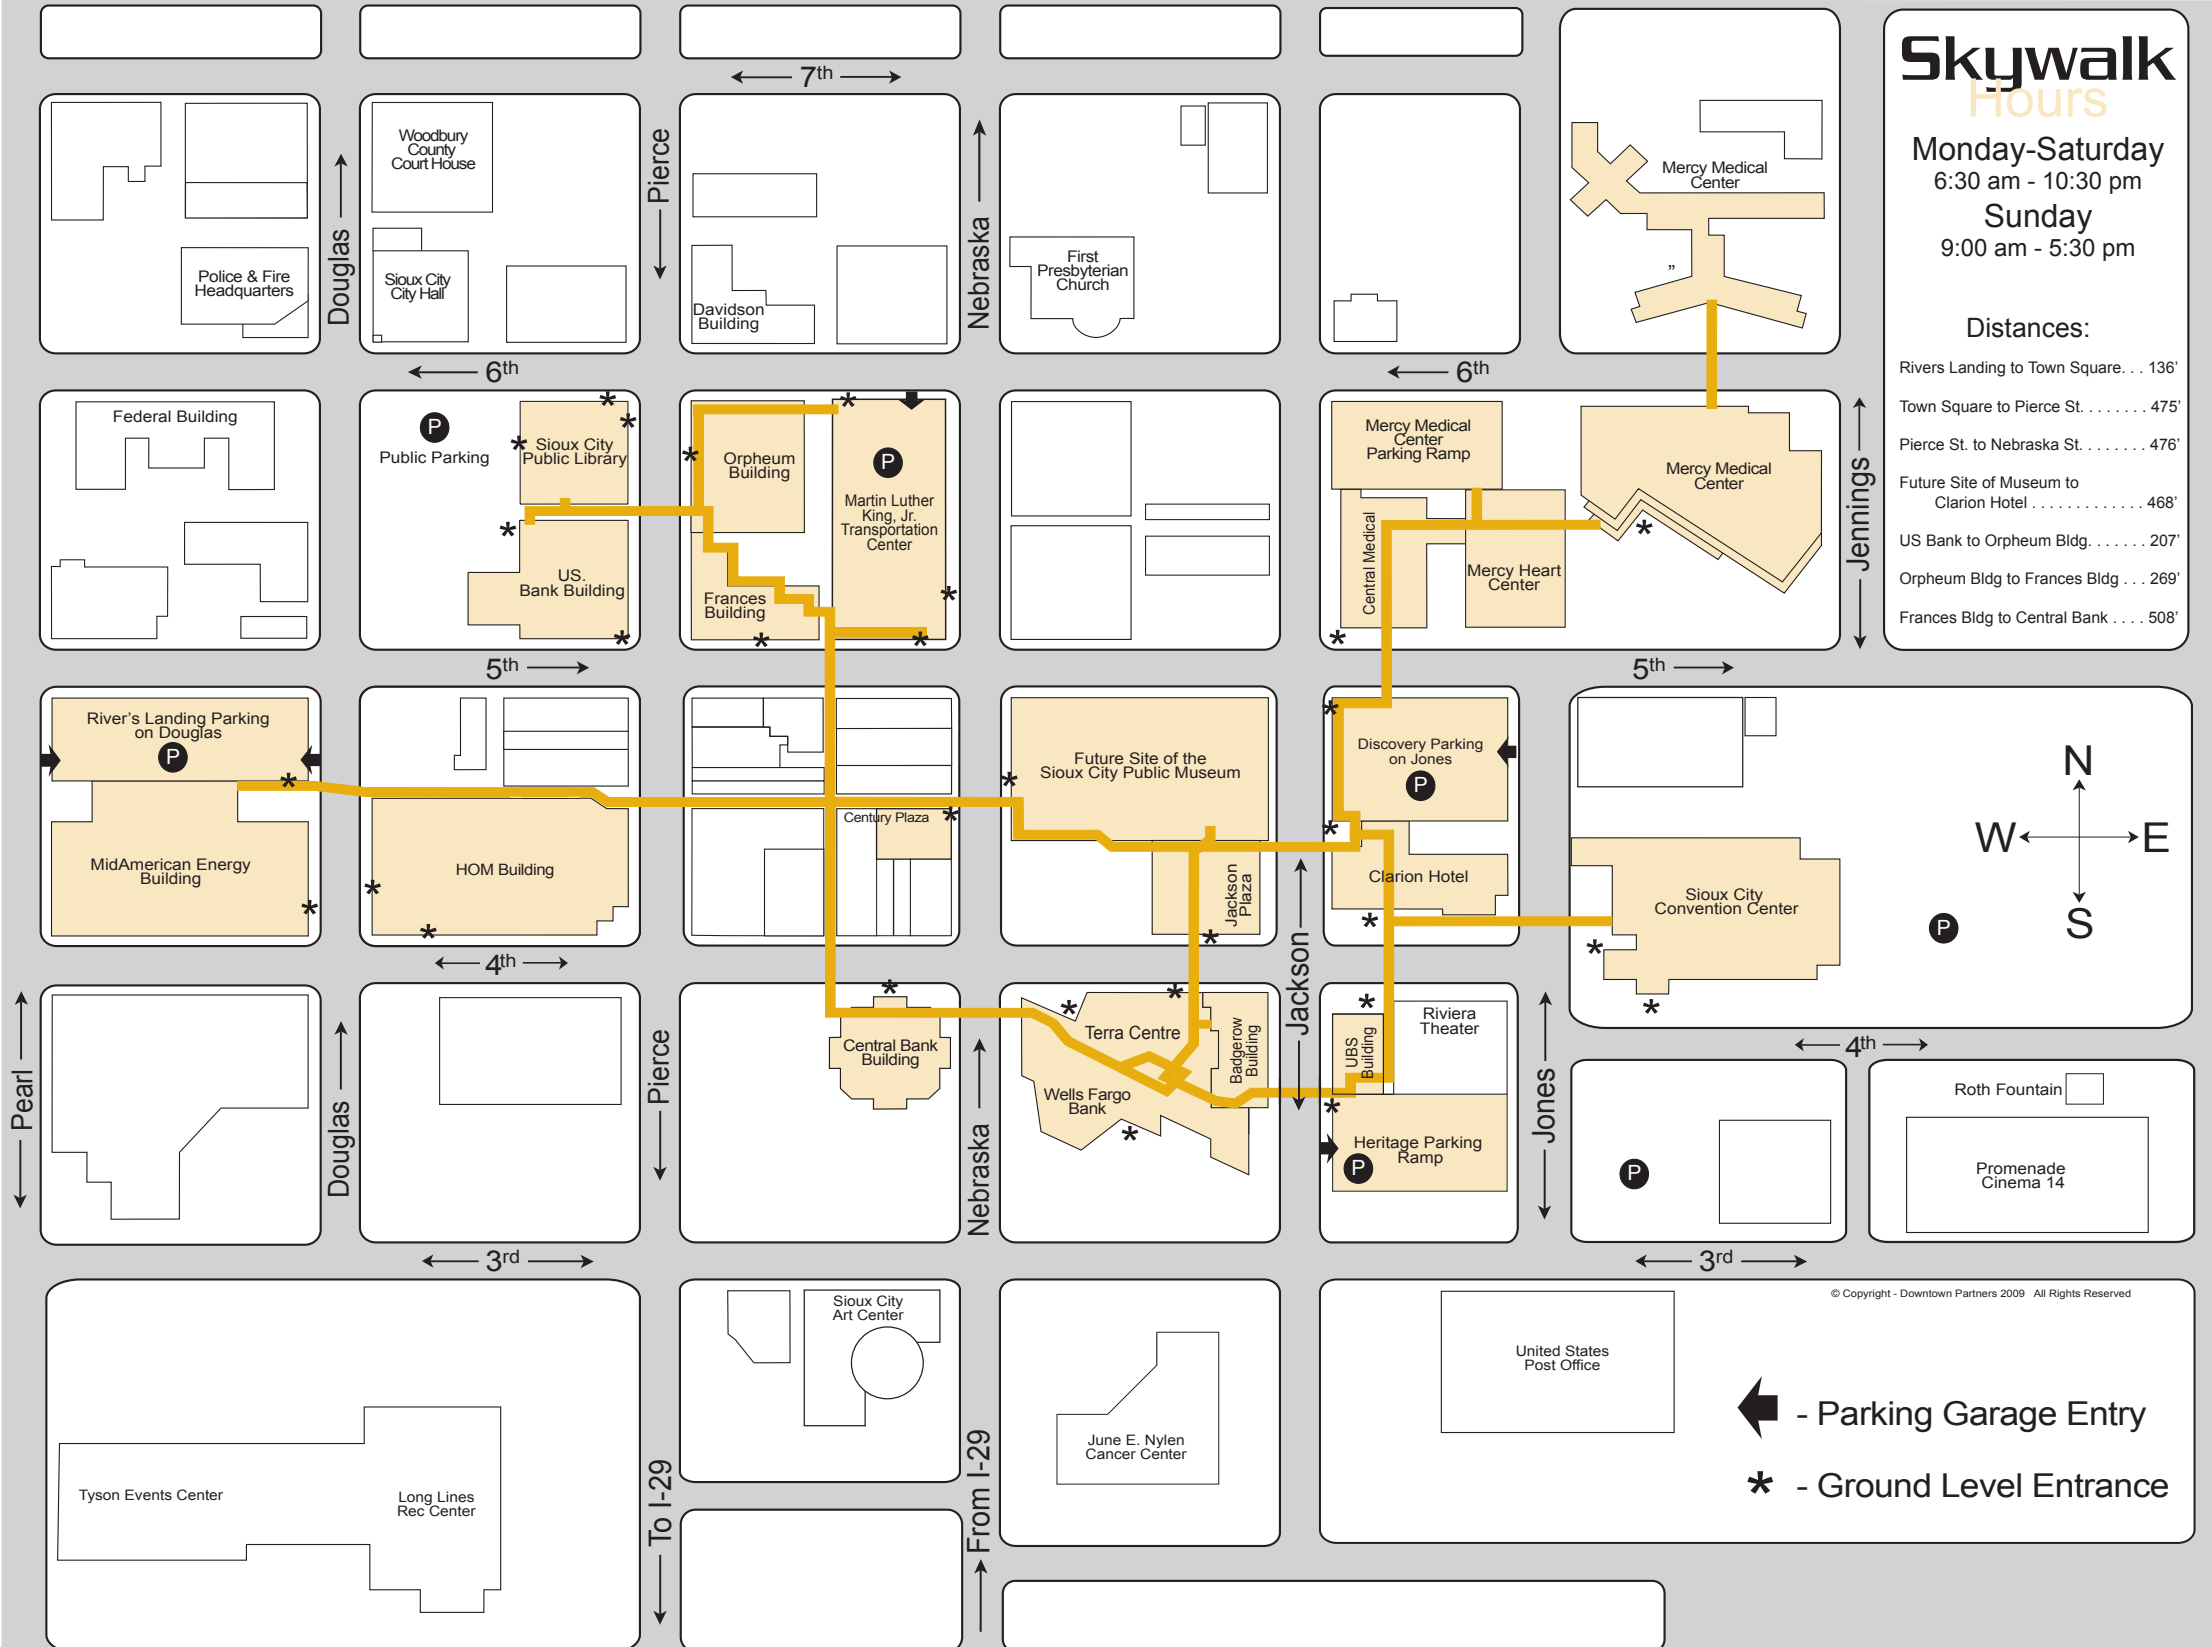 Skywalk
Hours
Monday-Saturday
6:30 am - 10:30 pm
Sunday
9:00 am - 5:30 pm
Distances:
Rivers Landing to Town Square. . . 136’
Town Square to Pierce St. . . . . . . . 475’
Pierce St. to Nebraska St. . . . . . . . 476’
Future Site of Museum to
Clarion Hotel . . . . . . . . . . . . . 468’
US Bank to Orpheum Bldg. . . . . . . 207’
Orpheum Bldg to Frances Bldg . . . 269’
Frances Bldg to Central Bank . . . . 508’
7th
Woodbury
County
Court House
Pierce
Nebraska
Douglas
Mercy Medical
Center
”
Police & Fire
Headquarters
Sioux City
City Hall
Davidson
Building
First
Presbyterian
Church
6th
6th
Federal Building
P
Public Parking
Sioux City
Public Library
Orpheum
Building
P
Martin Luther
King, Jr.
Transportation
Center
Mercy Medical
Center
Parking Ramp
Mercy Medical
Center
Jennings
Central Medical
Mercy Heart
Center
US.
Bank Building
Frances
Building
5th
5th
River’s Landing Parking
on Douglas
P
Future Site of the
Sioux City Public Museum
Discovery Parking
on Jones
P
N
W
E
S
Century Plaza
MidAmerican Energy
Building
HOM Building
Jackson
Plaza
Clarion Hotel
Sioux City
Convention Center
P
4th
Jackson
Pearl
Douglas
Pierce
Nebraska
Central Bank
Building
Terra Centre
Badgerow
Building
Wells Fargo
Bank
UBS
Building
Riviera
Theater
Jones
4th
Heritage Parking
Ramp
P
P
Roth Fountain
Promenade
Cinema 14
3rd
3rd
Sioux City
Art Center
© Copyright - Downtown Partners 2009 All Rights Reserved
United States
Post Office
June E. Nylen
Cancer Center
Tyson Events Center
Long Lines
Rec Center
To I-29
From I-29
- Parking Garage Entry
* - Ground Level Entrance